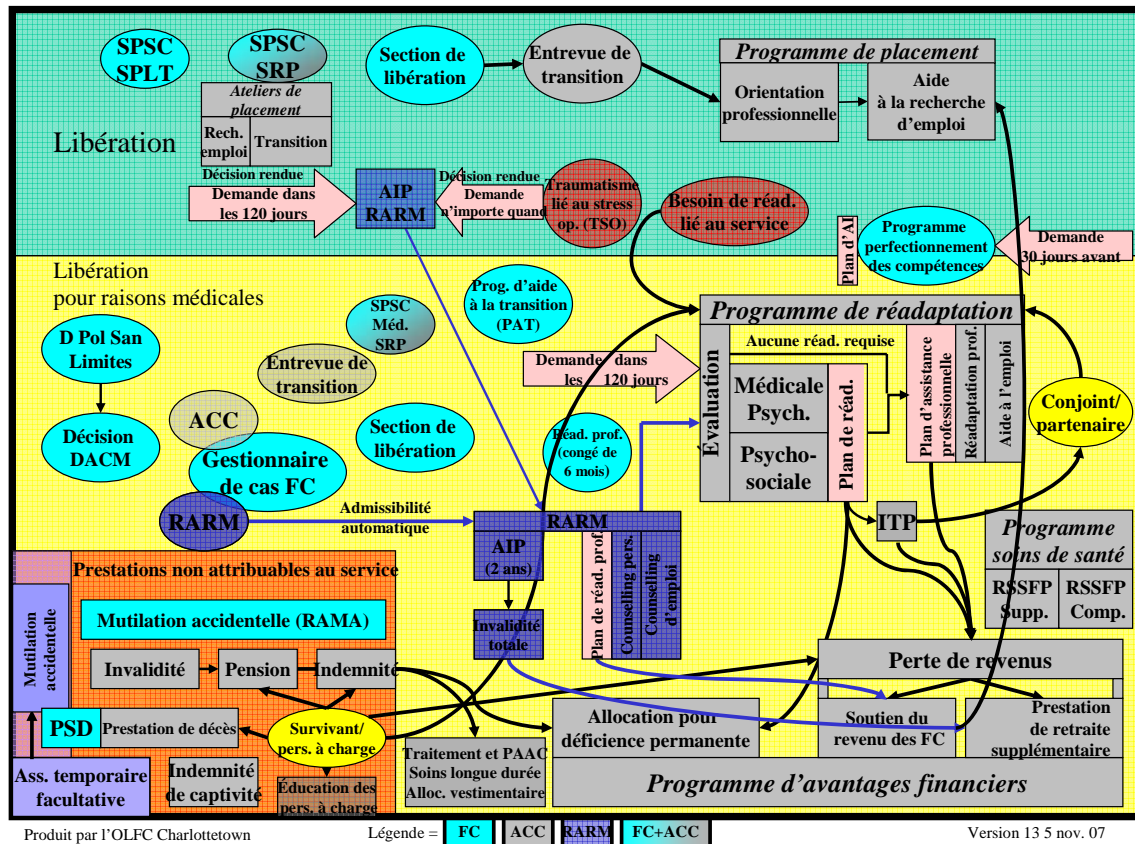 SPSC
SPLT
SPSC
SRP
Section de
libération
Entrevue de
transition
Programme de placement
Orientation
professionnelle
Aide
à la recherche
d'emploi
Ateliers de
placement
Rech.
emploi
Transition
Libération
Décision rendue
Demande dans
les 120 jours
AIP
RARM
Décision rendue
Demande
n'importe quand
Traumatisme
lié au stress
op. (TSO)
Besoin de réad.
lié au service
Plan d'AI
Programme
perfectionnement
des compétences
Demande
30 jours avant
Libération
pour raisons médicales
D Pol San
Limites
Décision
DACM
SPSC
Méd.
SRP
Prog. d'aide
à la transition
(PAT)
Entrevue de
transition
ACC
Gestionnaire
de cas FC
RARM
Section de
libération
Réad. prof.
(congé de
6 mois)
Admissibilité
automatique
Demande dans
les 120 jours
Programme de réadaptation
Évaluation
Aucune réad. requise
Médicale
Psych.
Psycho-
sociale
Plan de réad.
Plan d'assistance
professionnelle
Réadaptation prof.
Aide à l'emploi
Conjoint/
partenaire
ITP
Programme
soins de santé
RSSFP
Supp.
RSSFP
Comp.
RARM
AIP
(2 ans)
Invalidité
totale
Plan de réad. prof.
Counselling pers.
Counselling
d'emploi
Prestations non attribuables au service
Mutilation
accidentelle
Mutilation accidentelle (RAMA)
Invalidité
Pension
Indemnité
PSD
Prestation de décès
Survivant/
pers. à charge
Ass. temporaire
facultative
Indemnité
de captivité
Éducation des
pers. à charge
Traitement et PAAC
Soins longue durée
Alloc. vestimentaire
Allocation pour
déficience permanente
Perte de revenus
Soutien du
revenu des FC
Prestation
de retraite
supplémentaire
Programme d'avantages financiers
Produit par l'OLFC Charlottetown
Légende =
FC
ACC
RARM
FC+ACC
Version 13 5 nov. 07